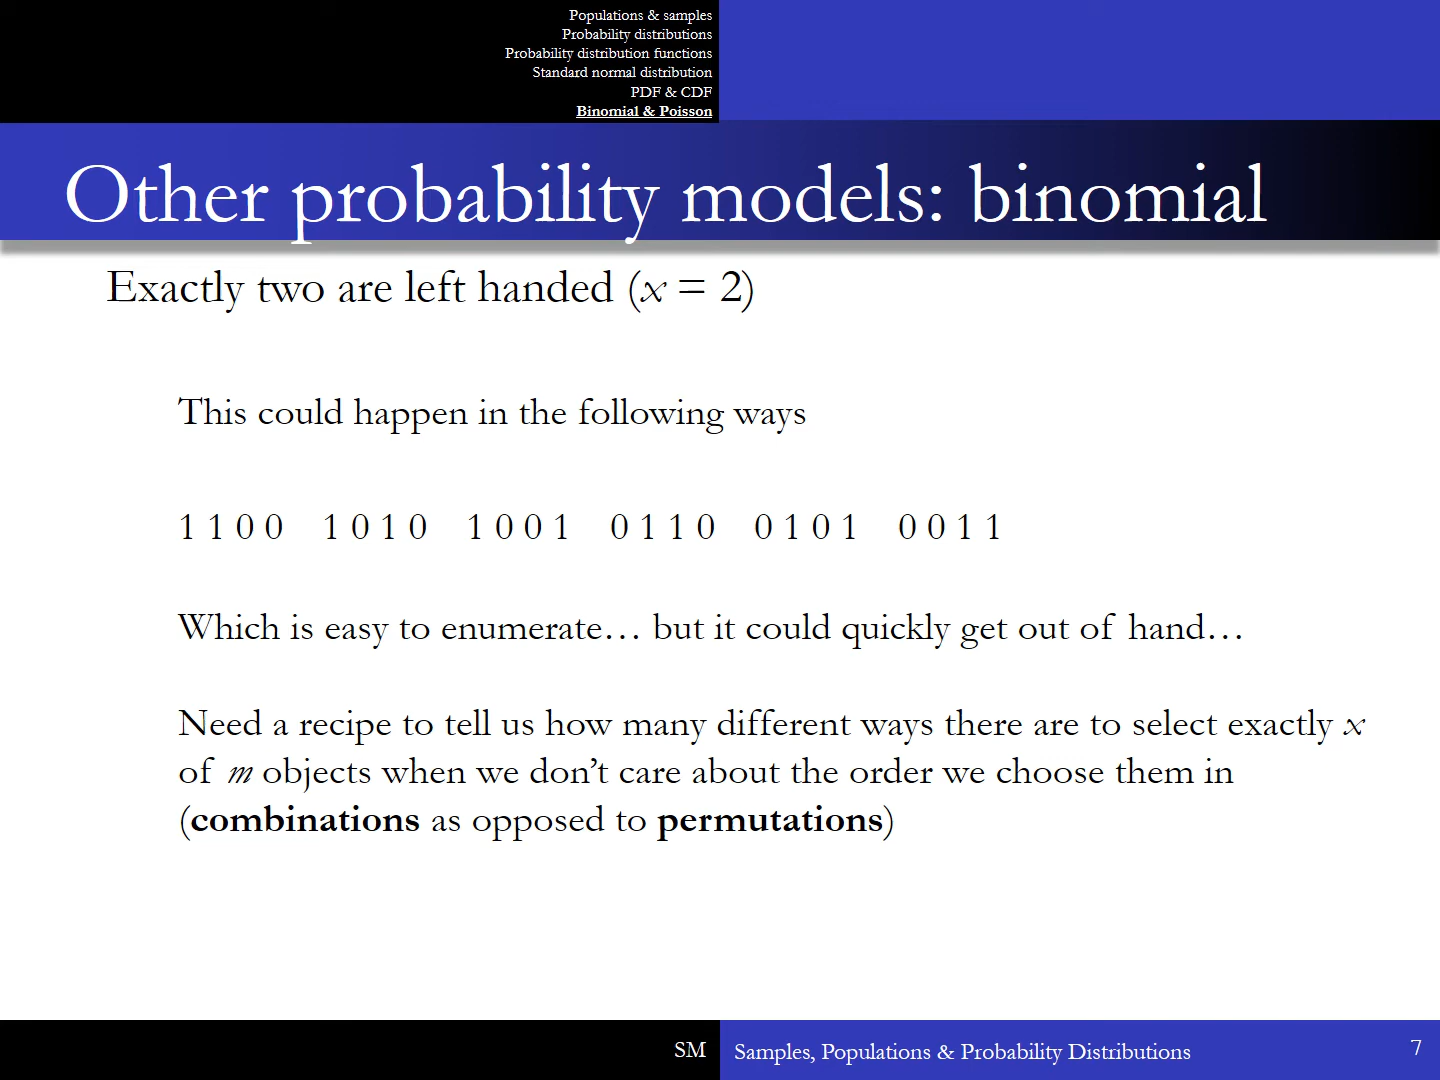 Populations & samples
Probability distributions
Probability distribution functions
Standard normal distribution
PDF & CDF
Binomial & Poisson
Other probability models: binomial
Exactly two are left handed (x = 2)
This could happen in the following ways
1 1 0 0   1 0 1 0   1 0 0 1   0 1 1 0   0 1 0 1   0 0 1 1
Which is easy to enumerate… but it could quickly get out of hand…
Need a recipe to tell us how many different ways there are to select exactly x
of m objects when we don't care about the order we choose them in
(combinations as opposed to permutations)
SM
Samples, Populations & Probability Distributions
7